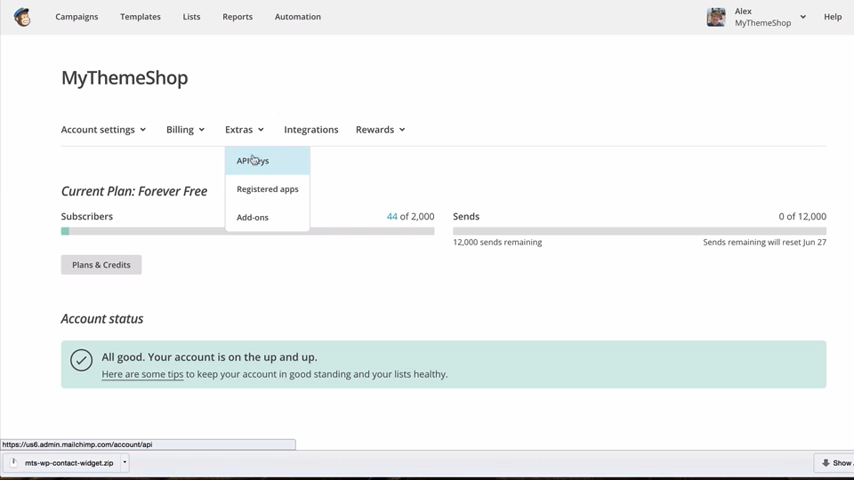 Campaigns Templates Lists Reports Automation Alex Help
MyThemeShop
MyThemeShop
Account settings Billing Extras Integrations Rewards
Registered apps
Add-ons
Current Plan: Forever Free
Subscribers 44 of 2,000
Sends 0 of 12,000
12,000 sends remaining Sends remaining will reset Jun 27
Plans & Credits
Account status
All good. Your account is on the up and up.
Here are some tips to keep your account in good standing and your lists healthy.
https://us6.admin.mailchimp.com/account/api
mts-wp-contact-widget.zip Show